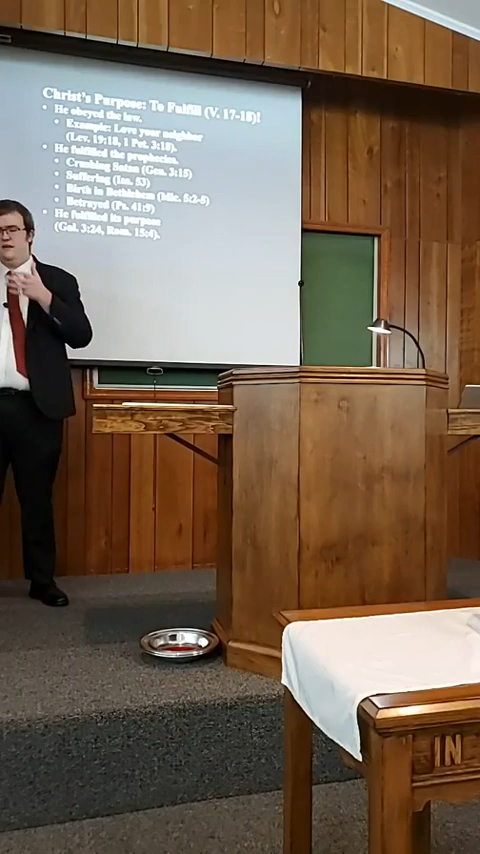 Christ's Purpose: To Fulfill (V. 17-18)!
• He obeyed the law.
• Example: Love your neighbor
(Lev. 19:18, 1 Pet. 3:18).
• He fulfilled the prophecies.
• Crushing Satan (Gen. 3:15)
• Suffering (Isa. 53)
• Birth in Bethlehem (Mic. 5:2-5)
• Betrayed (Ps. 41:9)
• He fulfilled its purpose
(Gal. 3:24, Rom. 15:4).
IN